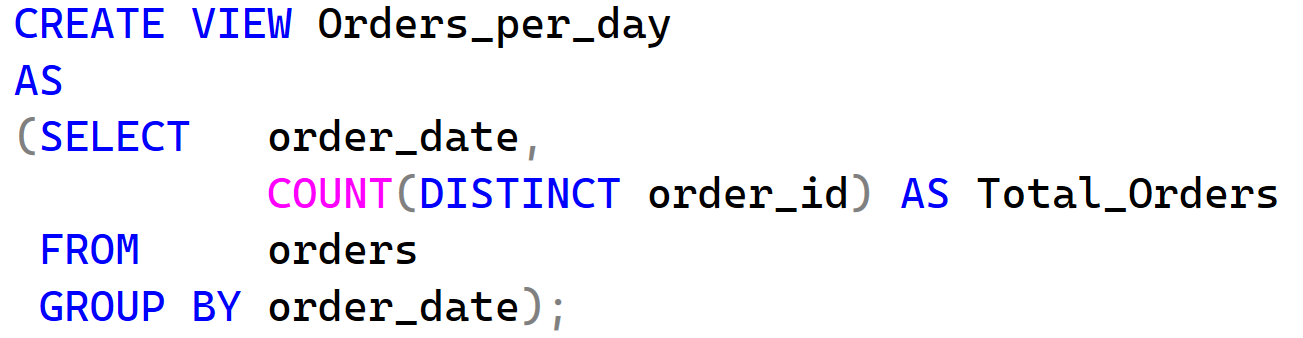 CREATE VIEW Orders_per_day
AS
(SELECT   order_date,
          COUNT(DISTINCT order_id) AS Total_Orders
 FROM     orders
 GROUP BY order_date);